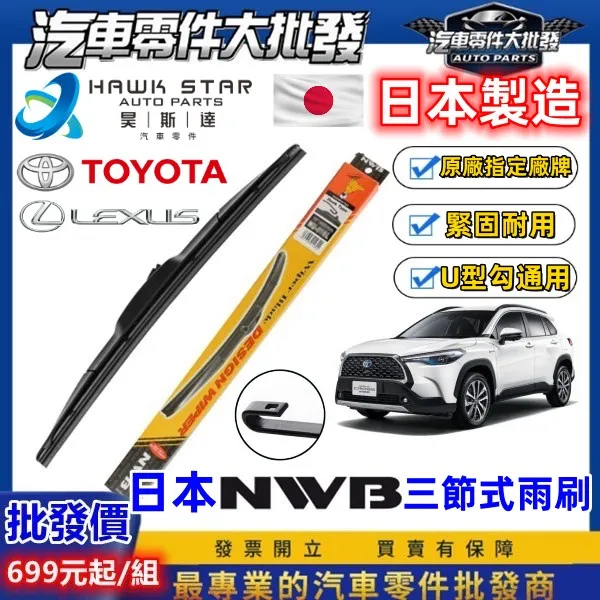 汽車零件大批發
汽車零件大批發
AUTO PARTS
HAWK STAR
AUTO PARTS
昊斯達
汽車零件
日本製造
TOYOTA
LEXUS
原廠指定廠牌
緊固耐用
U型勾通用
NWB
Wiper Blade
DESIGN WIPER
NWB
日本NWB三節式雨刷
批發價
699元起/組
發票開立 買賣有保障
最專業的汽車零件批發商